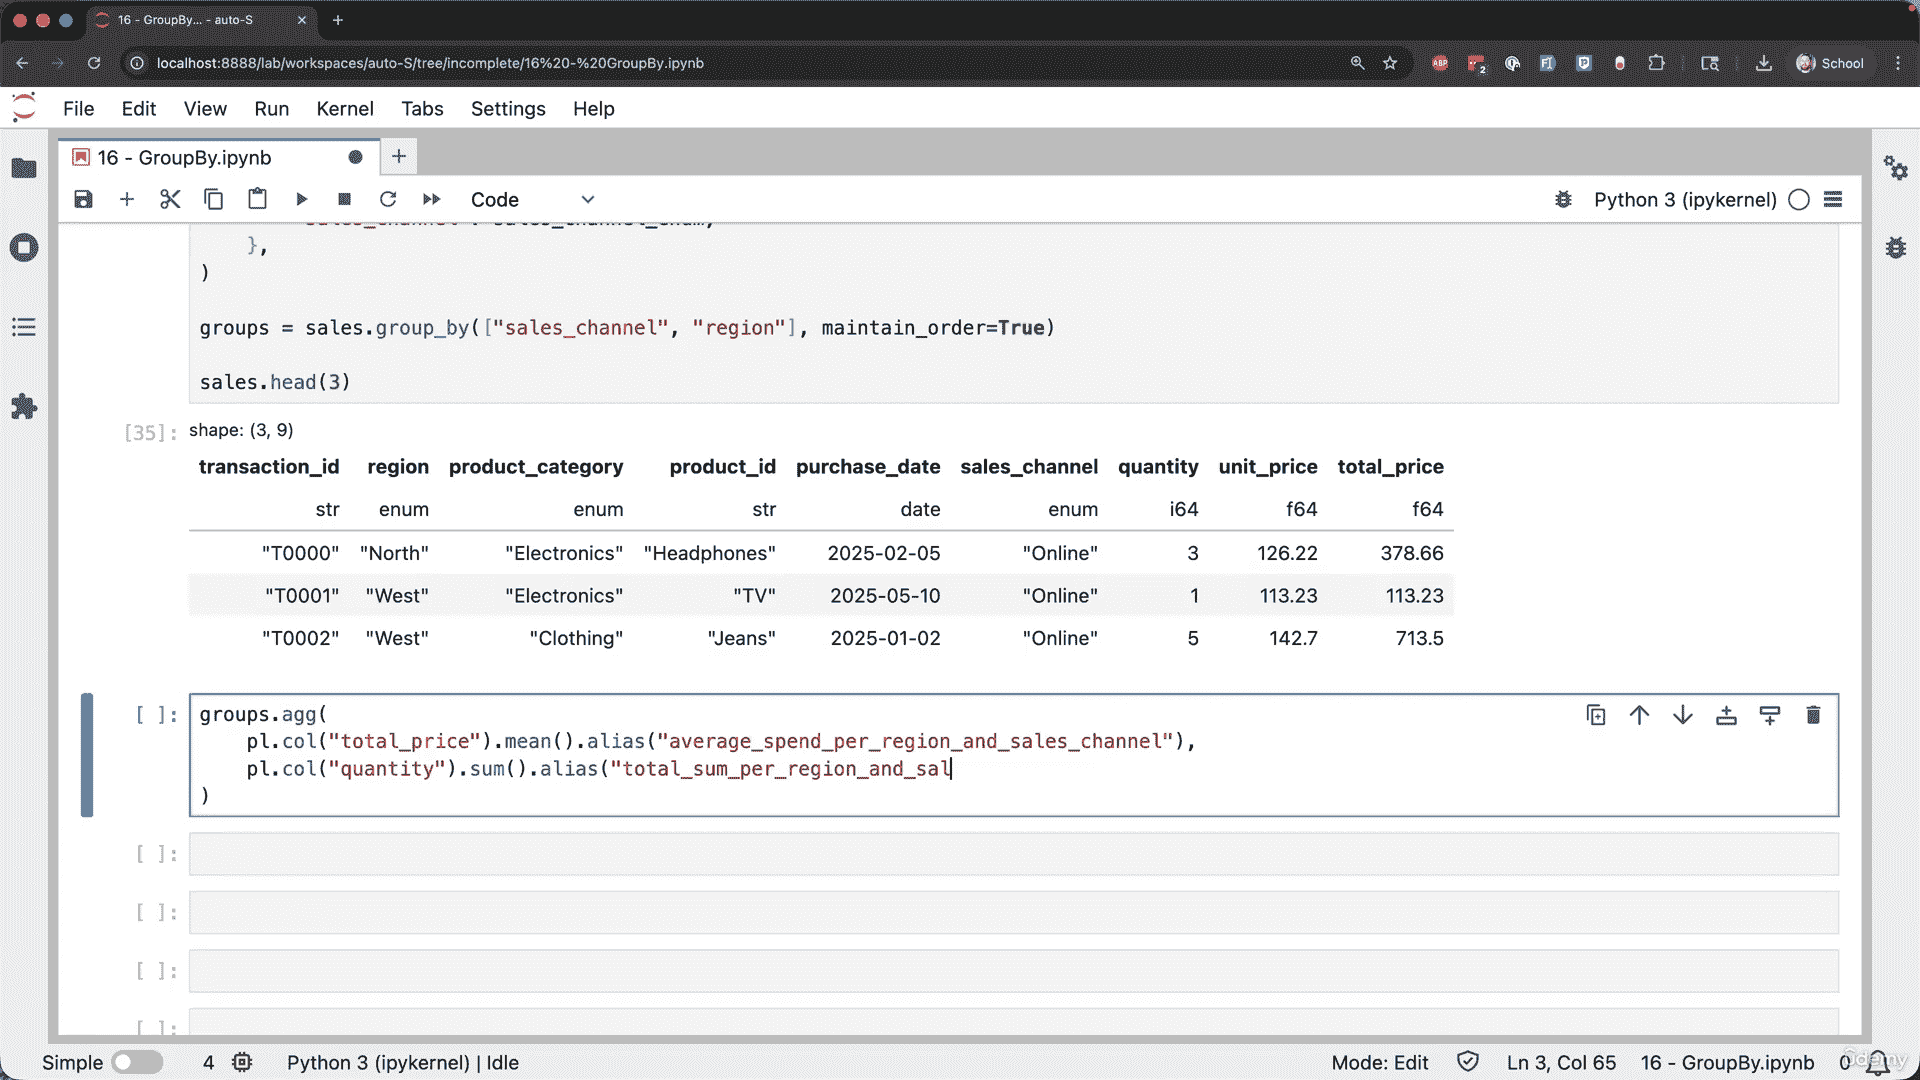 16 - GroupBy... - auto-S
localhost:8888/lab/workspaces/auto-S/tree/incomplete/16%20-%20GroupBy.ipynb
ABP
2
School
File Edit View Run Kernel Tabs Settings Help
16 - GroupBy.ipynb
Code
Python 3 (ipykernel)
},
)
groups = sales.group_by(["sales_channel", "region"], maintain_order=True)
sales.head(3)
[35]: shape: (3, 9)
transaction_id region product_category product_id purchase_date sales_channel quantity unit_price total_price
str enum enum str date enum i64 f64 f64
"T0000" "North" "Electronics" "Headphones" 2025-02-05 "Online" 3 126.22 378.66
"T0001" "West" "Electronics" "TV" 2025-05-10 "Online" 1 113.23 113.23
"T0002" "West" "Clothing" "Jeans" 2025-01-02 "Online" 5 142.7 713.5
[ ]: groups.agg(
    pl.col("total_price").mean().alias("average_spend_per_region_and_sales_channel"),
    pl.col("quantity").sum().alias("total_sum_per_region_and_sal
)
[ ]:
[ ]:
[ ]:
[ ]:
Simple 4 Python 3 (ipykernel) | Idle Mode: Edit Ln 3, Col 65 16 - GroupBy.ipynb 0
Udemy